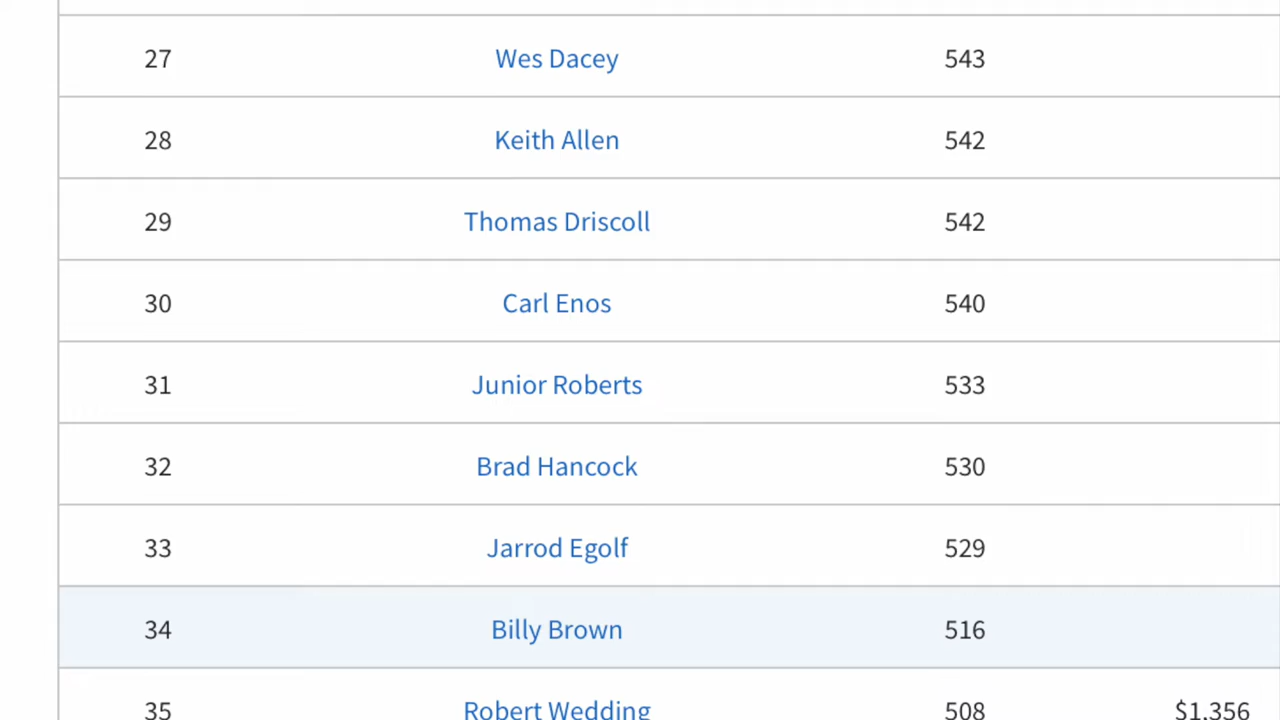 27 Wes Dacey 543
28 Keith Allen 542
29 Thomas Driscoll 542
30 Carl Enos 540
31 Junior Roberts 533
32 Brad Hancock 530
33 Jarrod Egolf 529
34 Billy Brown 516
35 Robert Wedding 508 $1,356